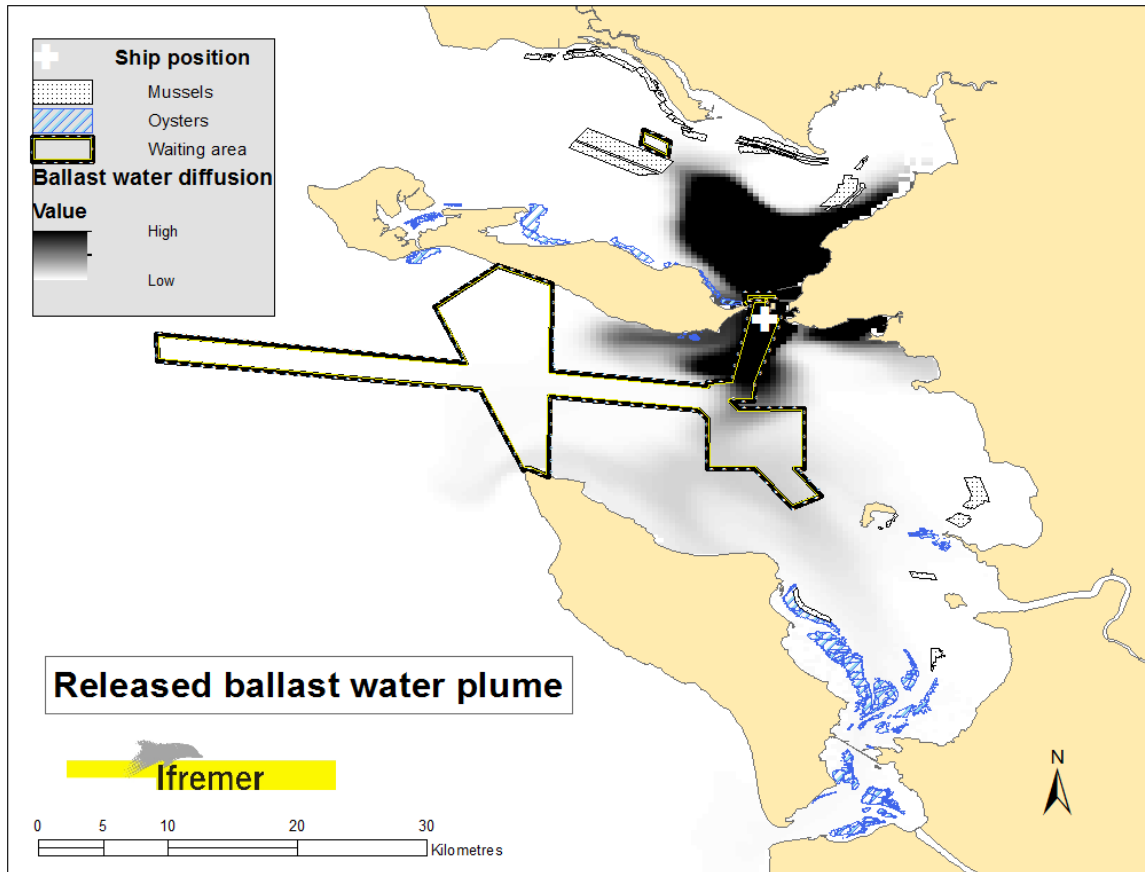 Ship position
Mussels
Oysters
Waiting area
Ballast water diffusion
Value
High
Low
Released ballast water plume
Ifremer
N
0 5 10 20 30
Kilometres